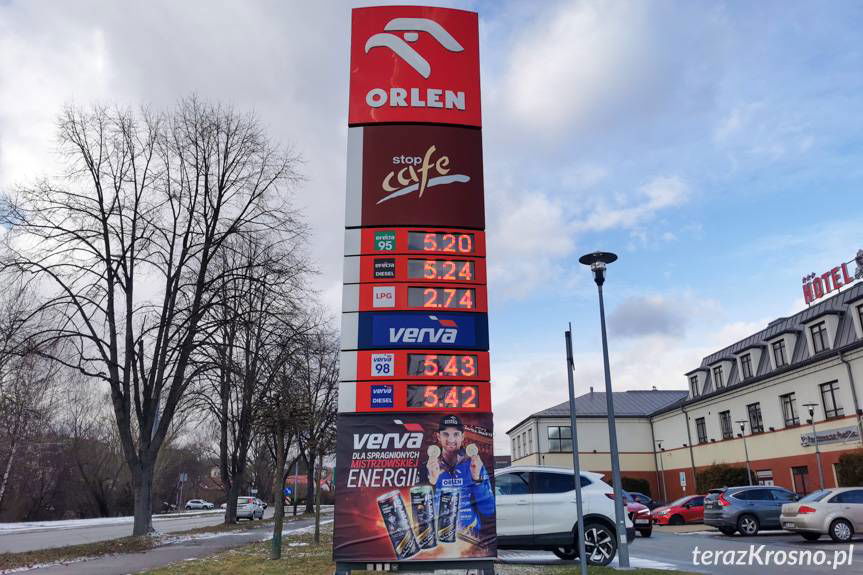 ORLEN
stop
cafe
efecta
95
5.20
efecta
DIESEL
5.24
LPG
2.74
verva
verva
98
5.43
verva
DIESEL
5.42
verva
DLA SPRAGNIONYCH
MISTRZOWSKIEJ
ENERGII
ORLEN
HOTEL
terazKrosno.pl